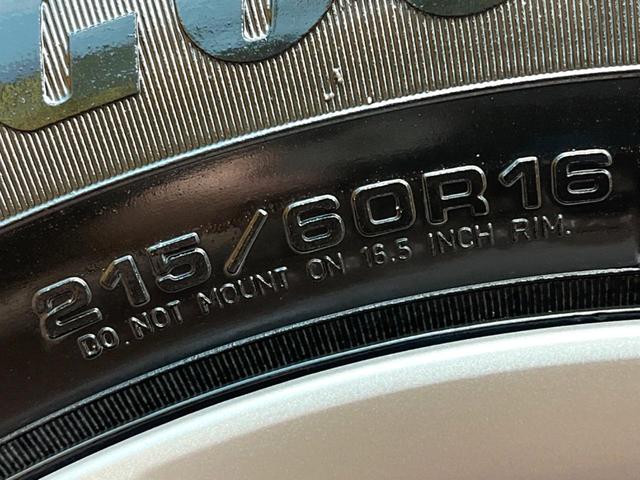 215/60R16
DO NOT MOUNT ON 16.5 INCH RIM.